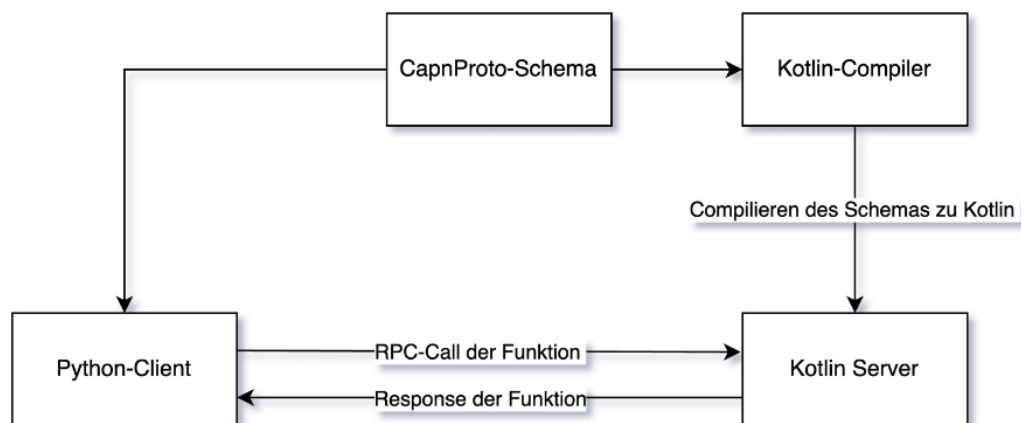 CapnProto-Schema
Kotlin-Compiler
Compilieren des Schemas zu Kotlin
Python-Client
RPC-Call der Funktion
Kotlin Server
Response der Funktion